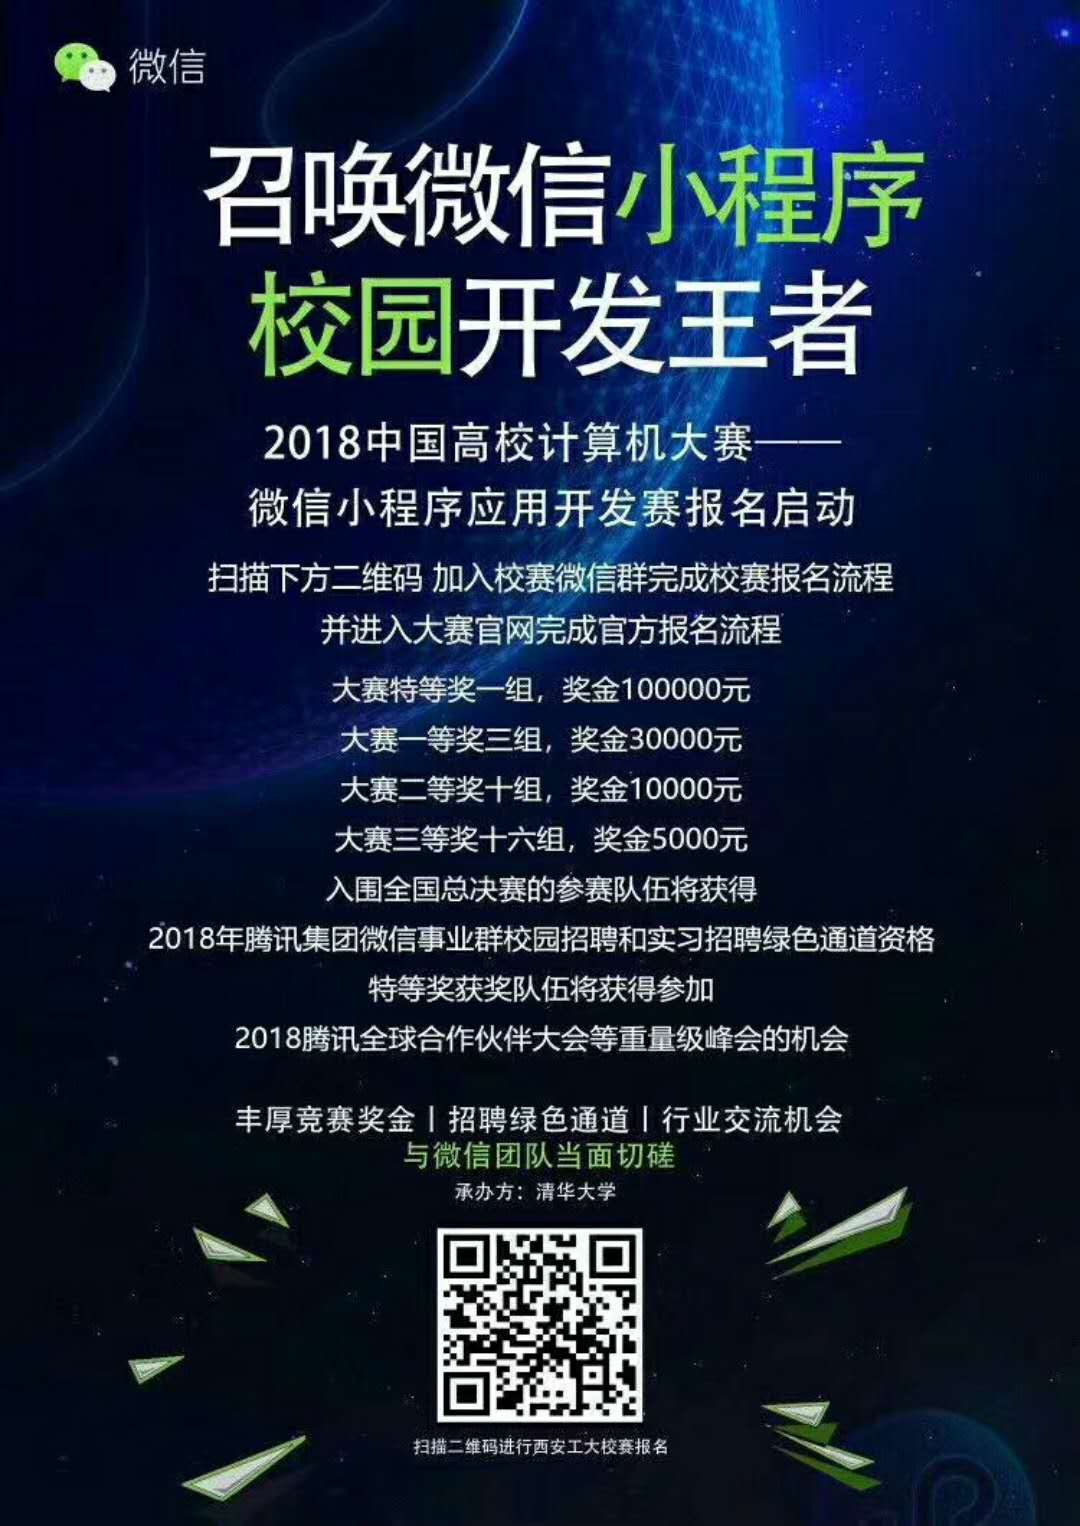 微信
召唤微信小程序
校园开发王者
2018中国高校计算机大赛——
微信小程序应用开发赛报名启动
扫描下方二维码 加入校赛微信群完成校赛报名流程
并进入大赛官网完成官方报名流程
大赛特等奖一组，奖金100000元
大赛一等奖三组，奖金30000元
大赛二等奖十组，奖金10000元
大赛三等奖十六组，奖金5000元
入围全国总决赛的参赛队伍将获得
2018年腾讯集团微信事业群校园招聘和实习招聘绿色通道资格
特等奖获奖队伍将获得参加
2018腾讯全球合作伙伴大会等重量级峰会的机会
丰厚竞赛奖金丨招聘绿色通道丨行业交流机会
与微信团队当面切磋
承办方：清华大学
扫描二维码进行西安工大校赛报名